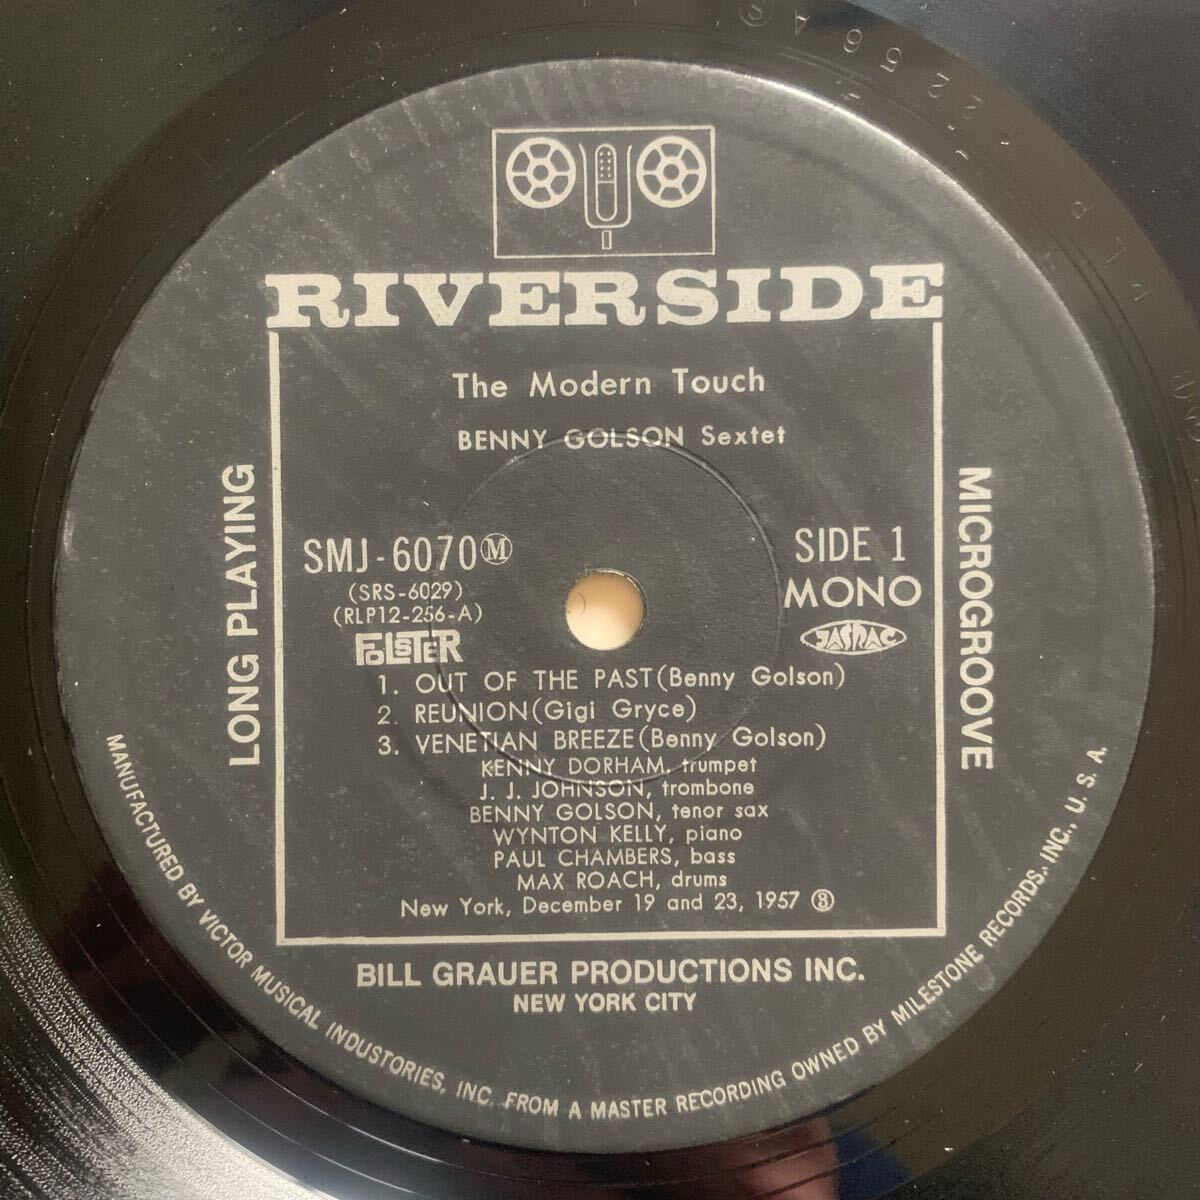 RIVERSIDE
The Modern Touch
BENNY GOLSON Sextet
LONG PLAYING
MICROGROOVE
SMJ-6070 Ⓜ
(SRS-6029)
(RLP12-256-A)
FOLSTER
SIDE 1
MONO
JASRAC
1. OUT OF THE PAST (Benny Golson)
2. REUNION (Gigi Gryce)
3. VENETIAN BREEZE (Benny Golson)
KENNY DORHAM, trumpet
J. J. JOHNSON, trombone
BENNY GOLSON, tenor sax
WYNTON KELLY, piano
PAUL CHAMBERS, bass
MAX ROACH, drums
New York, December 19 and 23, 1957 ③
BILL GRAUER PRODUCTIONS INC.
NEW YORK CITY
MANUFACTURED BY VICTOR MUSICAL INDUSTORIES, INC. FROM A MASTER RECORDING OWNED BY MILESTONE RECORDS, INC., U. S. A.